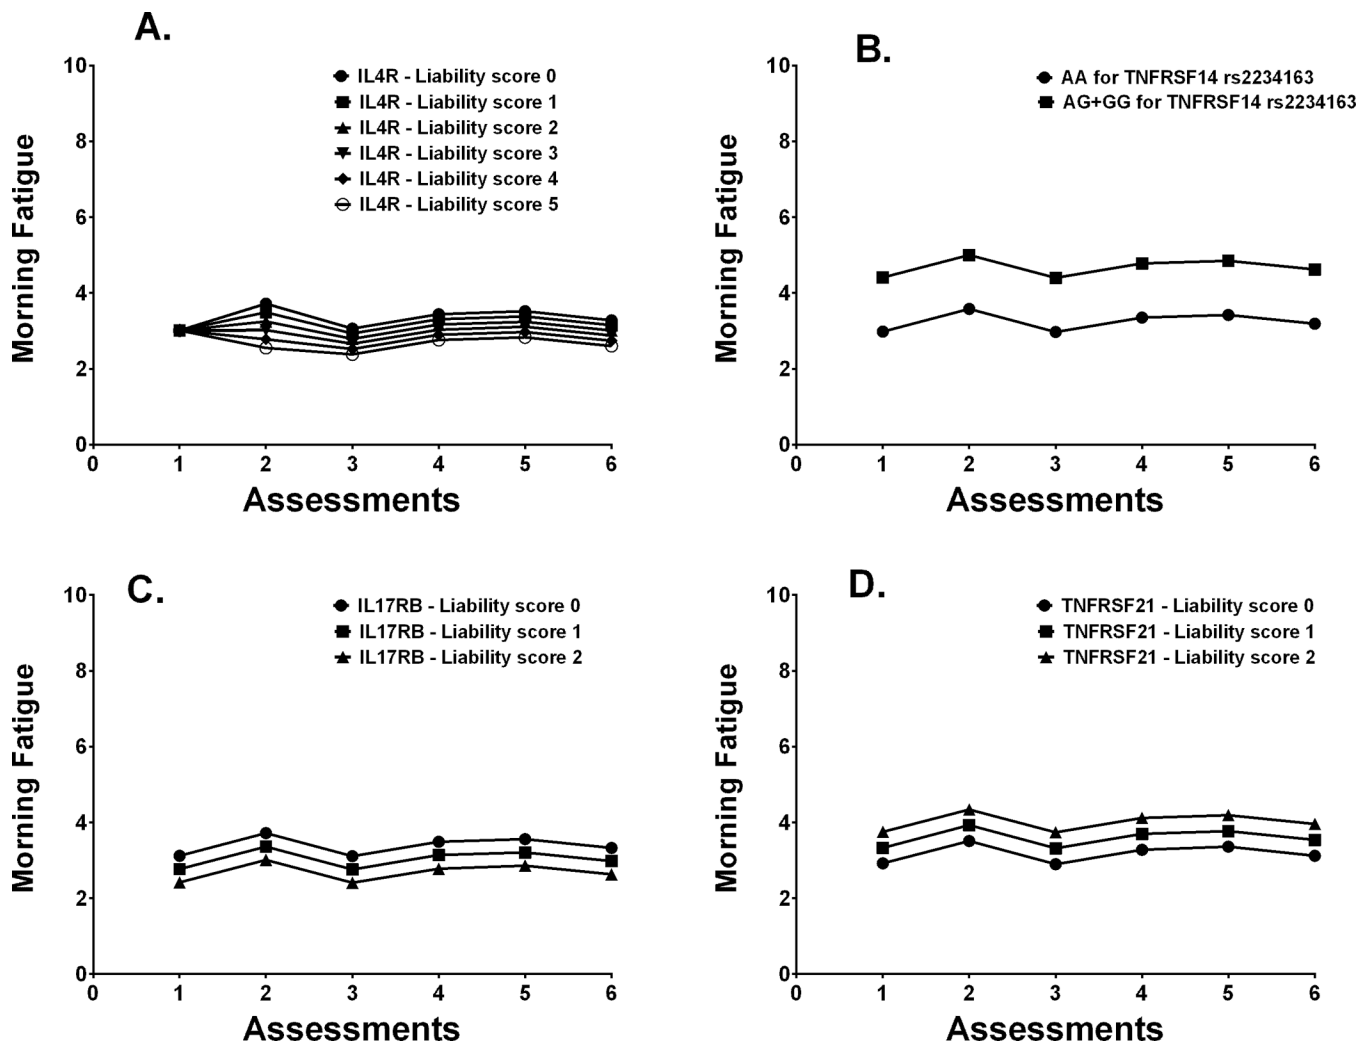 A.
10
8
6
4
2
0
0 1 2 3 4 5 6
Morning Fatigue
Assessments
IL4R - Liability score 0
IL4R - Liability score 1
IL4R - Liability score 2
IL4R - Liability score 3
IL4R - Liability score 4
IL4R - Liability score 5
B.
10
8
6
4
2
0
0 1 2 3 4 5 6
Morning Fatigue
Assessments
AA for TNFRSF14 rs2234163
AG+GG for TNFRSF14 rs2234163
C.
10
8
6
4
2
0
0 1 2 3 4 5 6
Morning Fatigue
Assessments
IL17RB - Liability score 0
IL17RB - Liability score 1
IL17RB - Liability score 2
D.
10
8
6
4
2
0
0 1 2 3 4 5 6
Morning Fatigue
Assessments
TNFRSF21 - Liability score 0
TNFRSF21 - Liability score 1
TNFRSF21 - Liability score 2